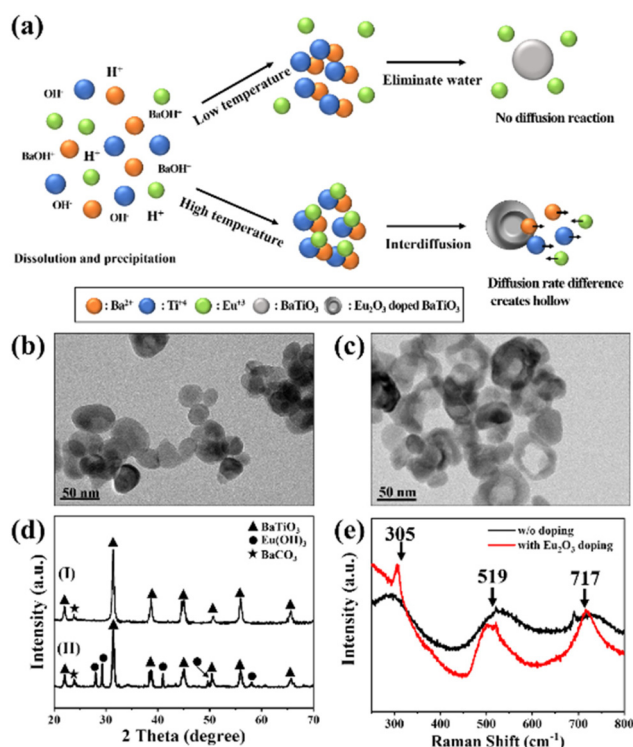 (a)
H⁺
OH⁻
BaOH⁺
BaOH⁺
H⁺
BaOH⁺
OH⁻
OH⁻
H⁺
Dissolution and precipitation
Low temperature
High temperature
Eliminate water
No diffusion reaction
Interdiffusion
Diffusion rate difference
creates hollow
: Ba²⁺ : Ti⁺⁴ : Eu⁺³ : BaTiO₃ : Eu₂O₃ doped BaTiO₃
(b)
50 nm
(c)
50 nm
(d)
▲ BaTiO₃
● Eu(OH)₃
★ BaCO₃
(I)
(II)
Intensity (a.u.)
20 30 40 50 60 70
2 Theta (degree)
(e)
w/o doping
with Eu₂O₃ doping
305
519
717
Intensity (a.u.)
300 400 500 600 700 800
Raman Shift (cm⁻¹)